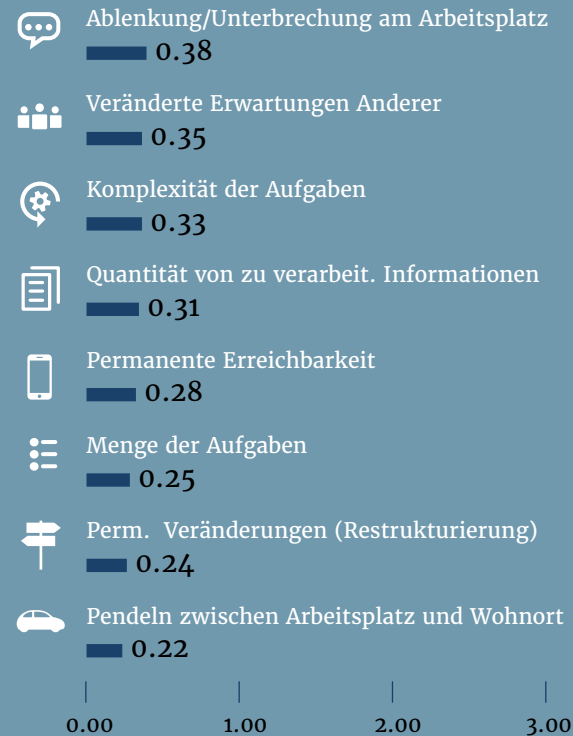 Ablenkung/Unterbrechung am Arbeitsplatz
0.38
Veränderte Erwartungen Anderer
0.35
Komplexität der Aufgaben
0.33
Quantität von zu verarbeit. Informationen
0.31
Permanente Erreichbarkeit
0.28
Menge der Aufgaben
0.25
Perm. Veränderungen (Restrukturierung)
0.24
Pendeln zwischen Arbeitsplatz und Wohnort
0.22
0.00 1.00 2.00 3.00